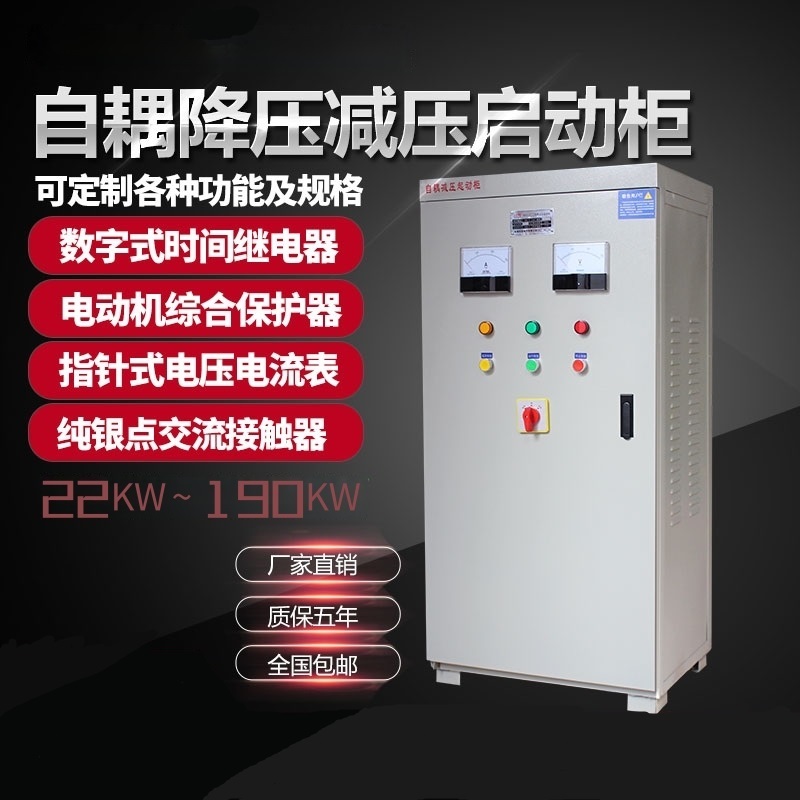 自耦降压减压启动柜
可定制各种功能及规格
数字式时间继电器
电动机综合保护器
指针式电压电流表
纯银点交流接触器
22KW~190KW
厂家直销
质保五年
全国包邮
自耦减压起动柜
A
V